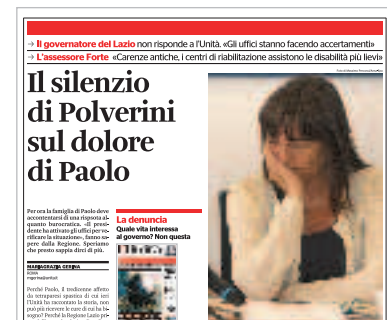 → Il governatore del Lazio non risponde a l'Unità. «Gli uffici stanno facendo accertamenti»
→ L'assessore Forte «Carenze antiche, i centri di riabilitazione assistono le disabilità più lievi»
Il silenzio
di Polverini
sul dolore
di Paolo
Per ora la famiglia di Paolo deve
accontentarsi di una risposta al-
quanto burocratica. «Il presi-
dente ha attivato gli uffici per ve-
rificare la situazione», fanno sa-
pere dalla Regione. Speriamo
che presto sappia dirci di più.
MARIAGRAZIA GERINA
ROMA
mgerina@unita.it
Perché Paolo, il tredicenne affetto
da tetraparesi spastica di cui ieri
l'Unità ha raccontato la storia, non
può più ricevere le cure di cui ha bi-
sogno? Perché la Regione Lazio pri-
La denuncia
Quale vita interessa
al governo? Non questa